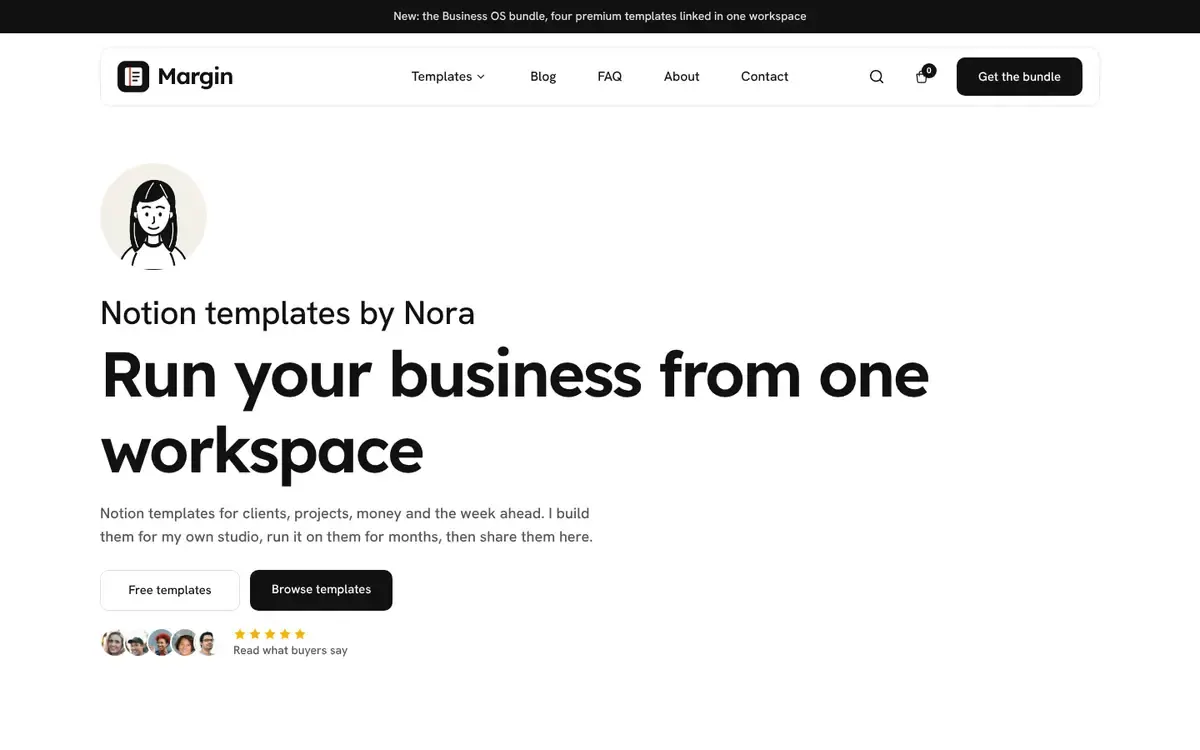 New: the Business OS bundle, four premium templates linked in one workspace
Margin
Templates
Blog
FAQ
About
Contact
0
Get the bundle
Notion templates by Nora
Run your business from one
workspace
Notion templates for clients, projects, money and the week ahead. I build
them for my own studio, run it on them for months, then share them here.
Free templates
Browse templates
Read what buyers say